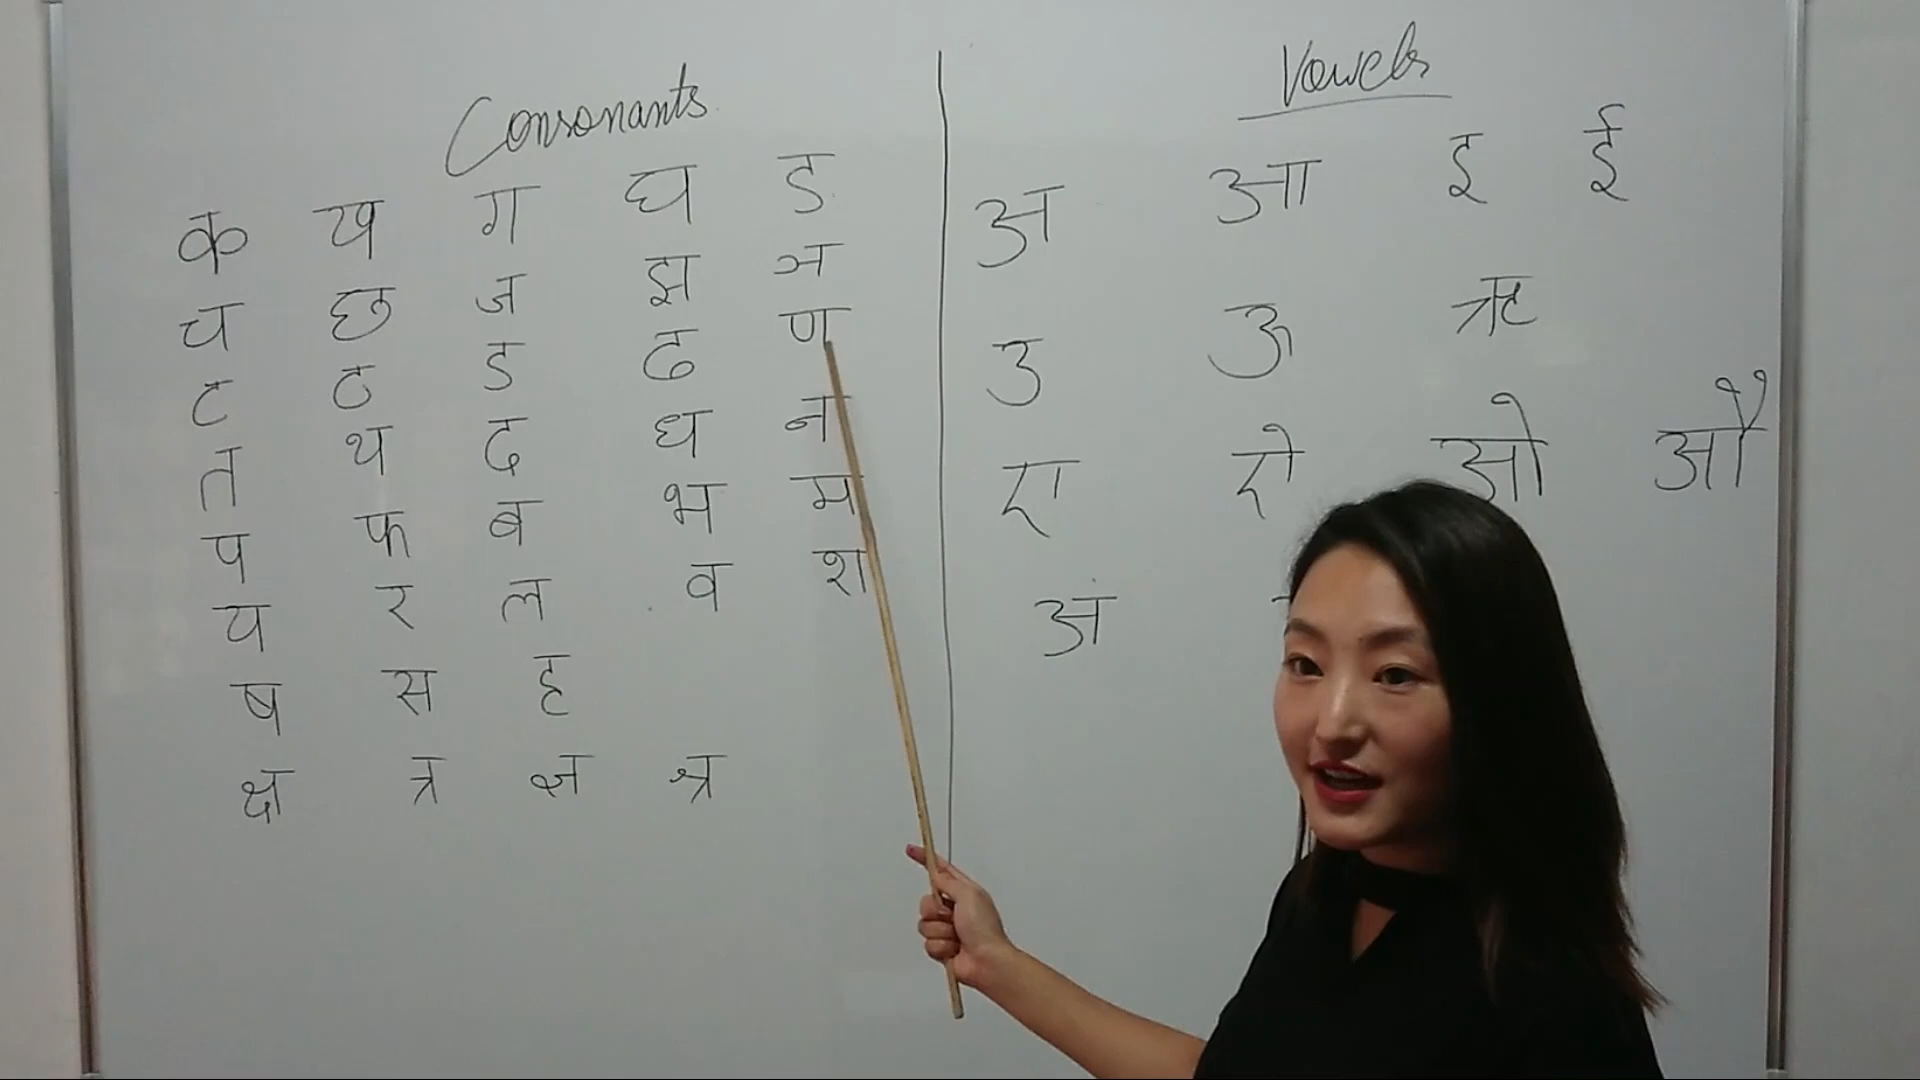 Consonants
क ख ग घ ङ
च छ ज झ ञ
ट ठ ड ढ ण
त थ द ध न
प फ ब भ म
य र ल व श
ष स ह
क्ष त्र ज्ञ श्र
Vowels
अ आ इ ई
उ ऊ ऋ
ए ऐ ओ औ
अं